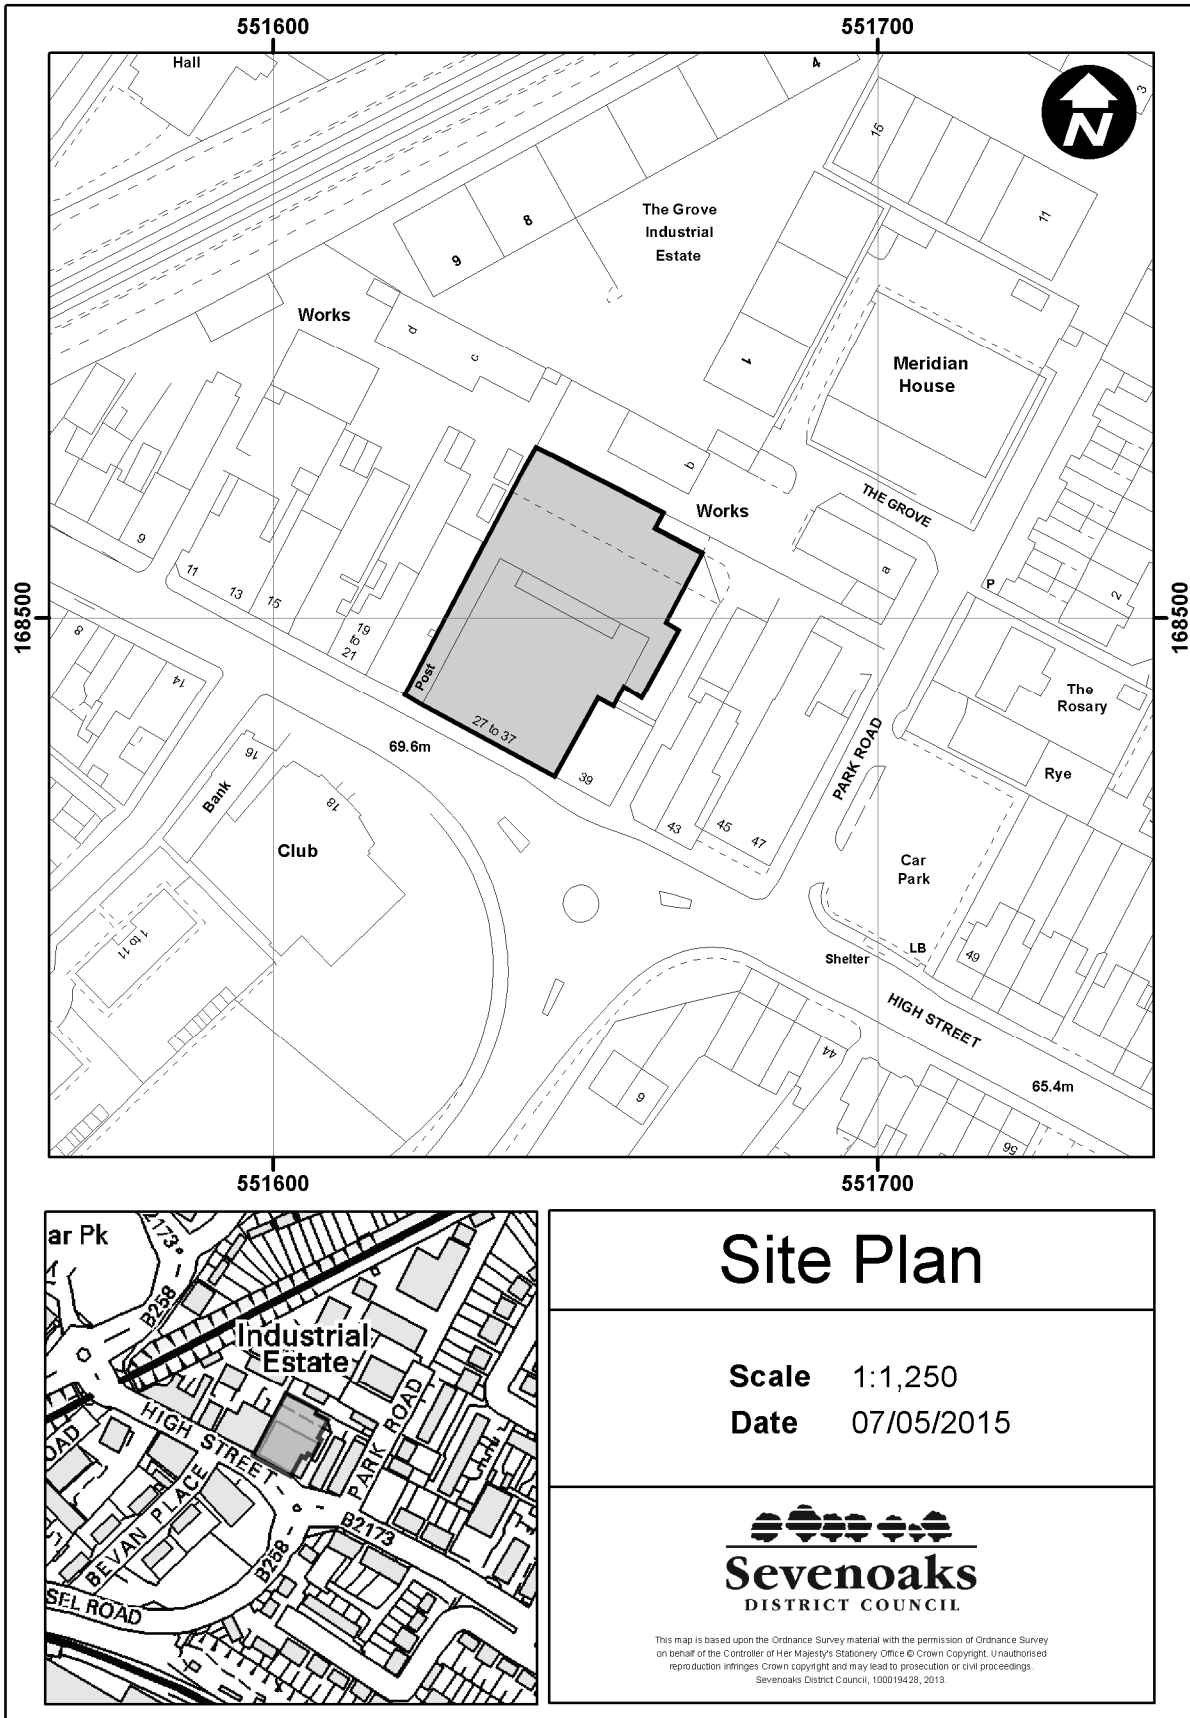 551600
551700
Hall
4
3
15
N
11
The Grove
Industrial
Estate
8
9
Works
d
c
1
Meridian
House
b
Works
THE GROVE
9
11
13
15
19
to
21
a
P
2
168500
168500
8
14
Post
27 to 37
69.6m
39
The
Rosary
PARK ROAD
Rye
16
Bank
18
Club
43
45
47
Car
Park
1 to 11
Shelter
LB
49
HIGH STREET
44
65.4m
9
56
551600
551700
ar Pk
2173
B258
Industrial
Estate
HIGH STREET
PARK ROAD
OAD
BEVAN PLACE
B2173
B258
SEL ROAD
Site Plan
Scale 1:1,250
Date 07/05/2015
Sevenoaks
DISTRICT COUNCIL
This map is based upon the Ordnance Survey material with the permission of Ordnance Survey
on behalf of the Controller of Her Majesty's Stationery Office © Crown Copyright. Unauthorised
reproduction infringes Crown copyright and may lead to prosecution or civil proceedings.
Sevenoaks District Council, 100019428, 2013.